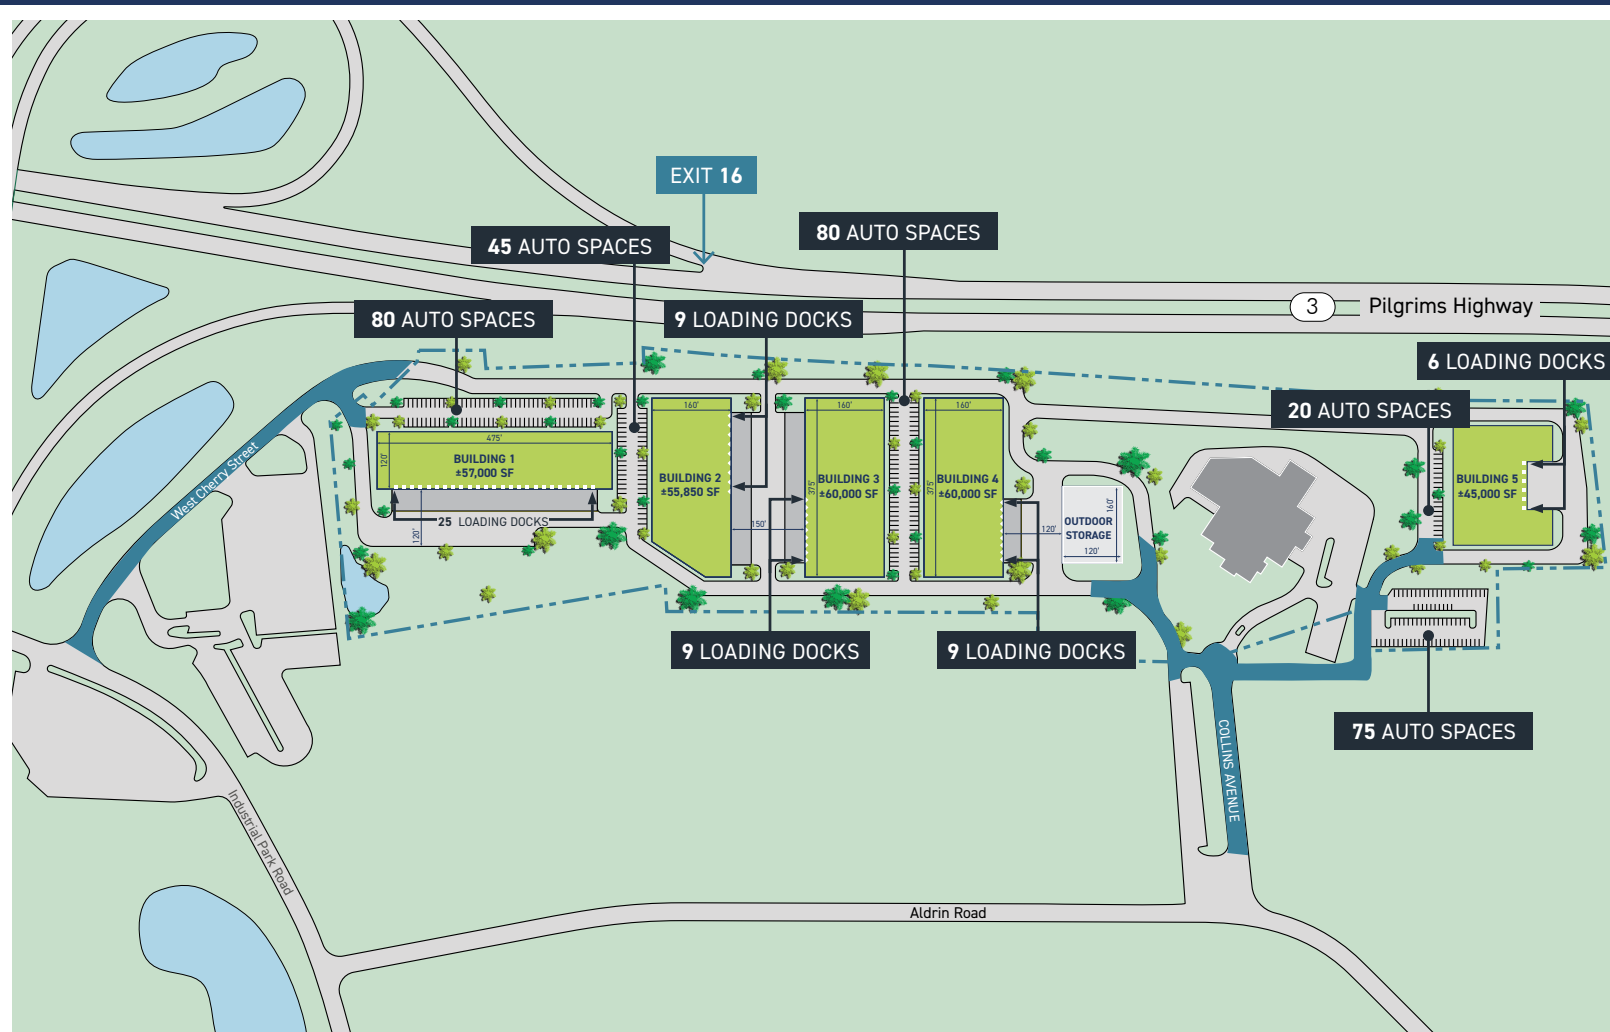 EXIT 16
45 AUTO SPACES
80 AUTO SPACES
80 AUTO SPACES
9 LOADING DOCKS
3
Pilgrims Highway
6 LOADING DOCKS
20 AUTO SPACES
475'
120'
BUILDING 1
±57,000 SF
25 LOADING DOCKS
120'
160'
BUILDING 2
±55,850 SF
150'
160'
375'
BUILDING 3
±60,000 SF
160'
375'
BUILDING 4
±60,000 SF
120'
OUTDOOR
STORAGE
160'
120'
BUILDING 5
±45,000 SF
West Cherry Street
9 LOADING DOCKS
9 LOADING DOCKS
75 AUTO SPACES
COLLINS AVENUE
Industrial Park Road
Aldrin Road